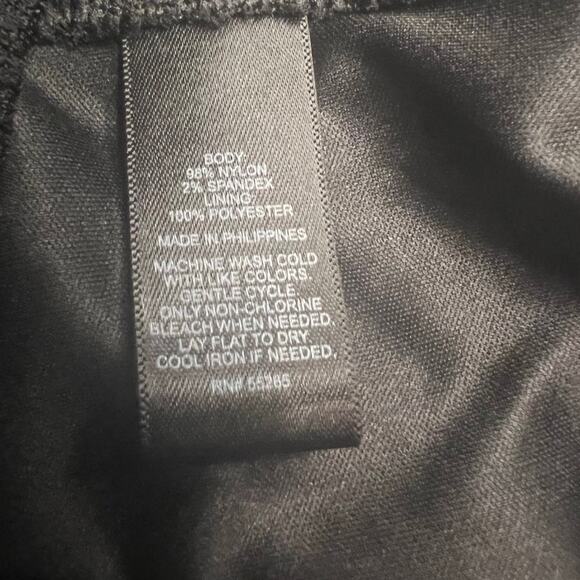 BODY:
98% NYLON
2% SPANDEX
LINING:
100% POLYESTER
MADE IN PHILIPPINES
MACHINE WASH COLD
WITH LIKE COLORS.
GENTLE CYCLE.
ONLY NON-CHLORINE
BLEACH WHEN NEEDED.
LAY FLAT TO DRY.
COOL IRON IF NEEDED.
RN# 55285